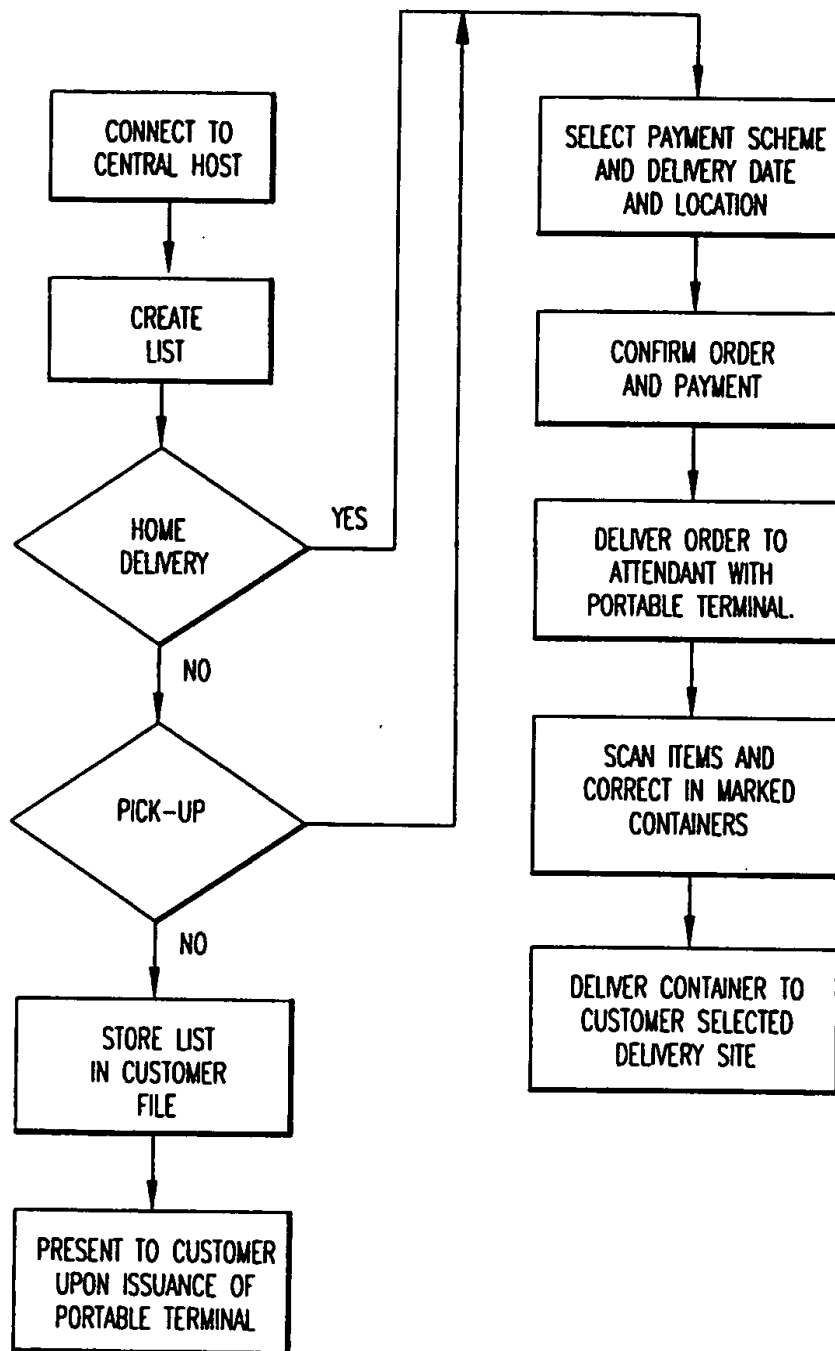 CONNECT TO
CENTRAL HOST
CREATE
LIST
HOME
DELIVERY
YES
NO
PICK-UP
NO
STORE LIST
IN CUSTOMER
FILE
PRESENT TO CUSTOMER
UPON ISSUANCE OF
PORTABLE TERMINAL
SELECT PAYMENT SCHEME
AND DELIVERY DATE
AND LOCATION
CONFIRM ORDER
AND PAYMENT
DELIVER ORDER TO
ATTENDANT WITH
PORTABLE TERMINAL.
SCAN ITEMS AND
CORRECT IN MARKED
CONTAINERS
DELIVER CONTAINER TO
CUSTOMER SELECTED
DELIVERY SITE